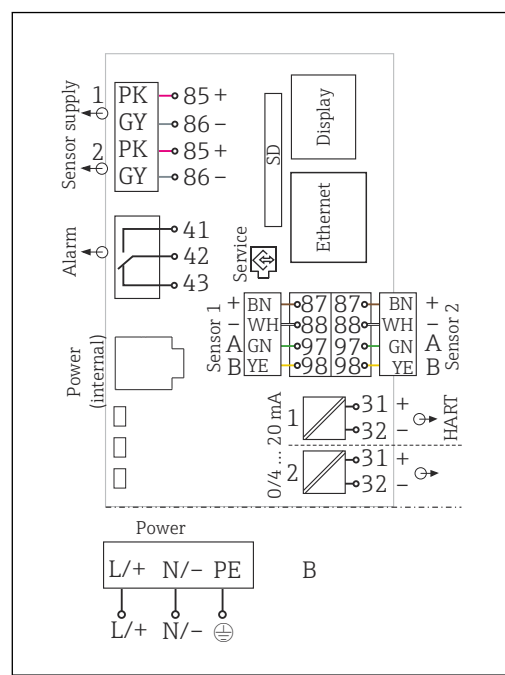 Sensor supply
1
PK
85 +
GY
86 -
2
PK
85 +
GY
86 -
SD
Display
Ethernet
Alarm
41
42
43
Service
Power
(internal)
Sensor 1
+ BN 87 87 BN +
- WH 88 88 WH -
A GN 97 97 GN A
B YE 98 98 YE B
Sensor 2
0/4 ... 20 mA
1
31 +
32 -
HART
2
31 +
32 -
Power
L/+ N/- PE
B
L/+ N/-